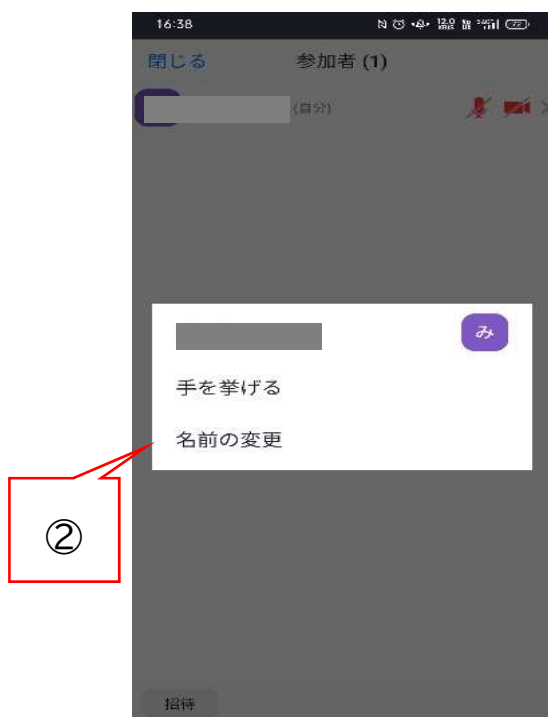 16:38
閉じる 参加者 (1)
(自分)
み
手を挙げる
名前の変更
②
招待